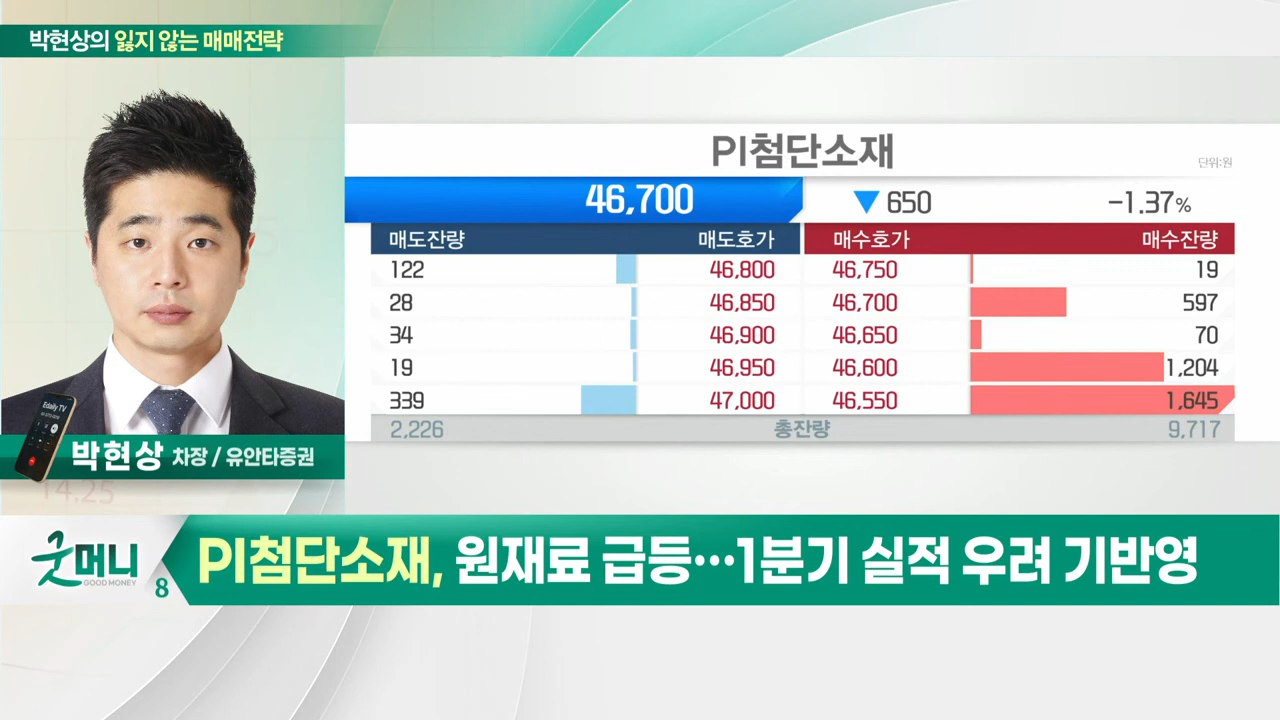 박현상의 잃지 않는 매매전략
PI첨단소재
단위:원
46,700 ▼ 650 -1.37%
매도잔량 매도호가 매수호가 매수잔량
122 46,800 46,750 19
28 46,850 46,700 597
34 46,900 46,650 70
19 46,950 46,600 1,204
339 47,000 46,550 1,645
2,226 총잔량 9,717
Edaily TV
박현상 차장 / 유안타증권
14.25
굿머니
GOOD MONEY
8
PI첨단소재, 원재료 급등…1분기 실적 우려 기반영